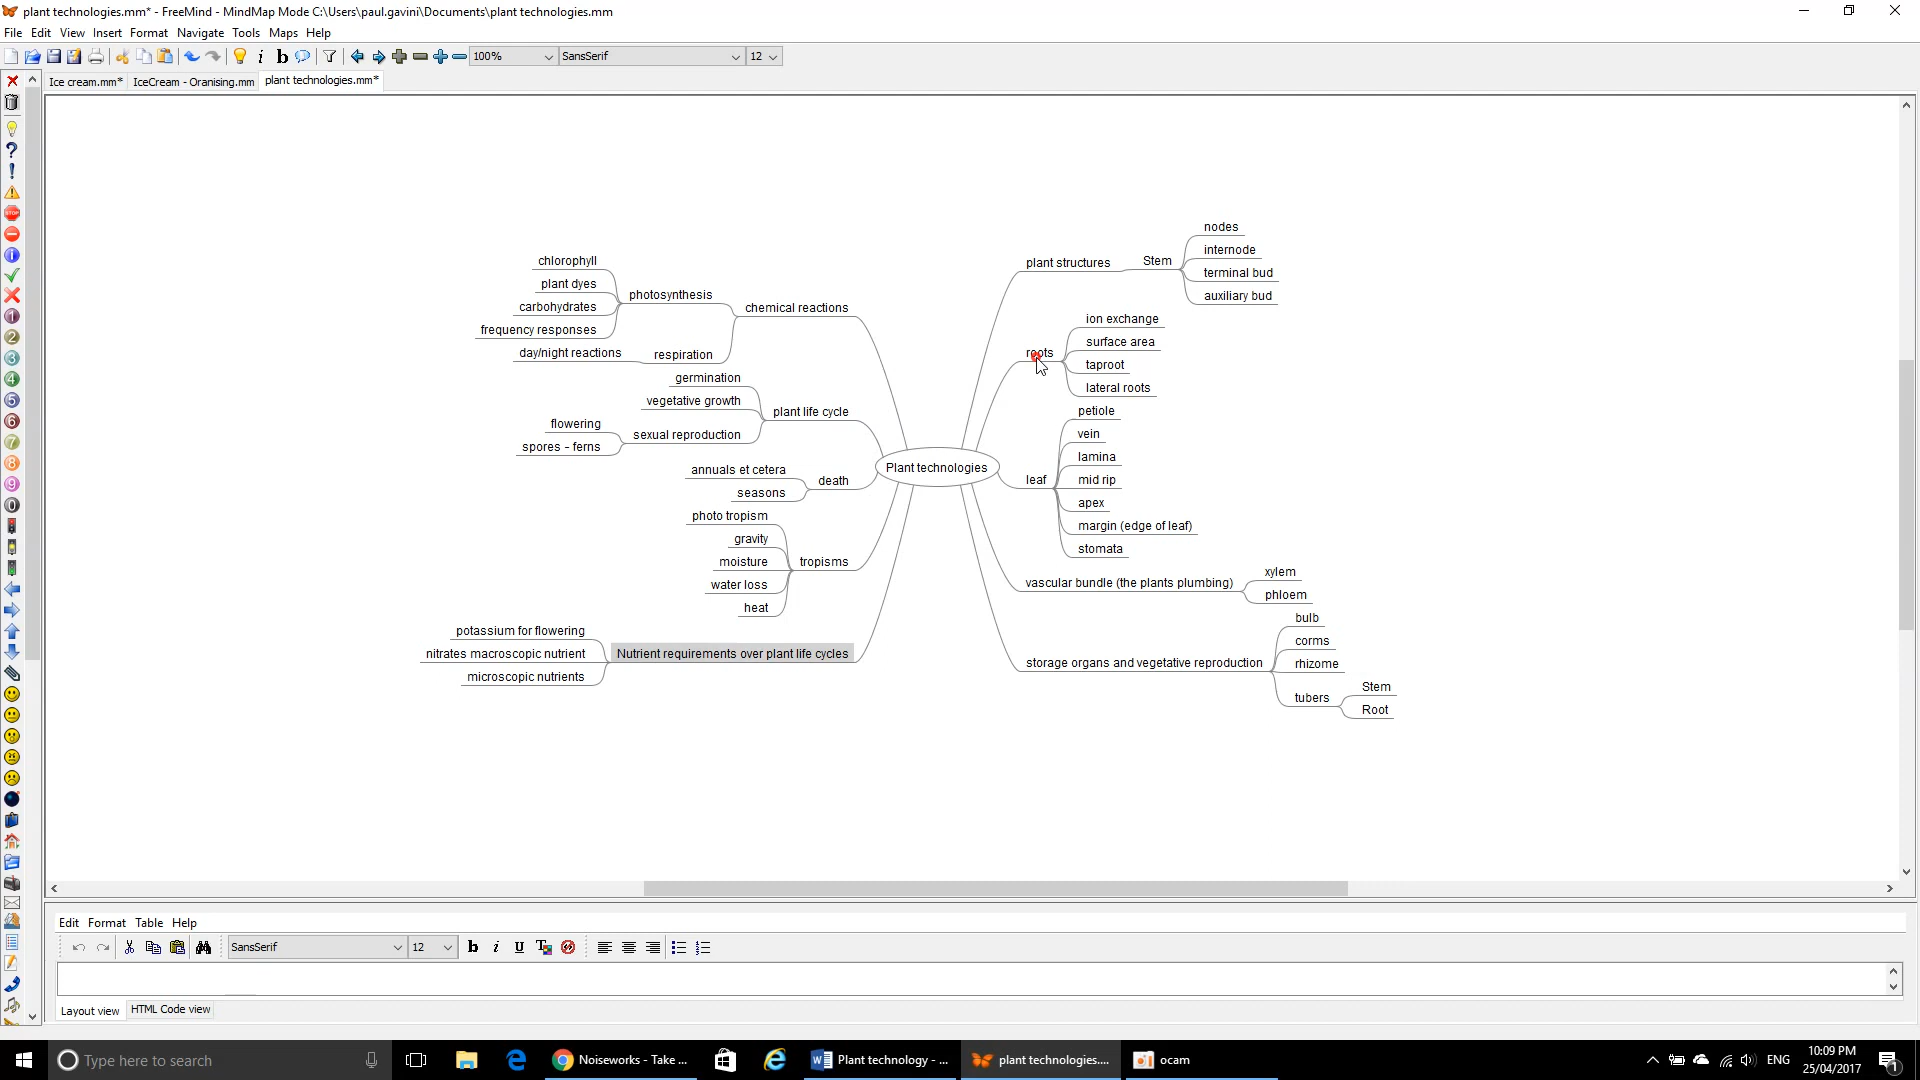 plant technologies.mm* - FreeMind - MindMap Mode C:\Users\paul.gavini\Documents\plant technologies.mm
File Edit View Insert Format Navigate Tools Maps Help
100% SansSerif 12
Ice cream.mm* IceCream - Oranising.mm plant technologies.mm*
chlorophyll
plant dyes
carbohydrates
frequency responses
photosynthesis
day/night reactions
respiration
chemical reactions
germination
vegetative growth
flowering
spores - ferns
sexual reproduction
plant life cycle
annuals et cetera
seasons
death
photo tropism
gravity
moisture
water loss
heat
tropisms
potassium for flowering
nitrates macroscopic nutrient
microscopic nutrients
Nutrient requirements over plant life cycles
Plant technologies
plant structures
Stem
nodes
internode
terminal bud
auxiliary bud
roots
ion exchange
surface area
taproot
lateral roots
leaf
petiole
vein
lamina
mid rip
apex
margin (edge of leaf)
stomata
vascular bundle (the plants plumbing)
xylem
phloem
storage organs and vegetative reproduction
bulb
corms
rhizome
tubers
Stem
Root
Edit Format Table Help
SansSerif 12 b i U
Layout view HTML Code view
Type here to search
Noiseworks - Take ...
Plant technology - ...
plant technologies....
ocam
ENG
10:09 PM
25/04/2017
1